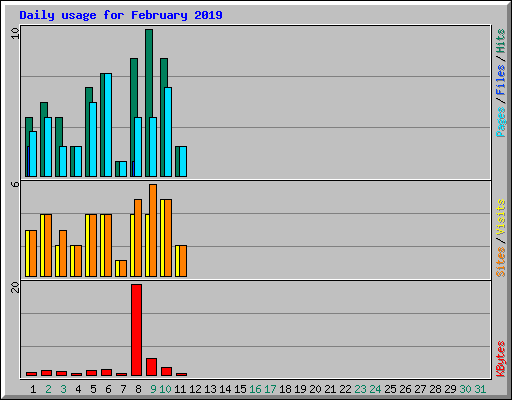 Daily usage for February 2019
10
Pages / Files / Hits
6
Sites / Visits
20
KBytes
1 2 3 4 5 6 7 8 9 10 11 12 13 14 15 16 17 18 19 20 21 22 23 24 25 26 27 28 29 30 31